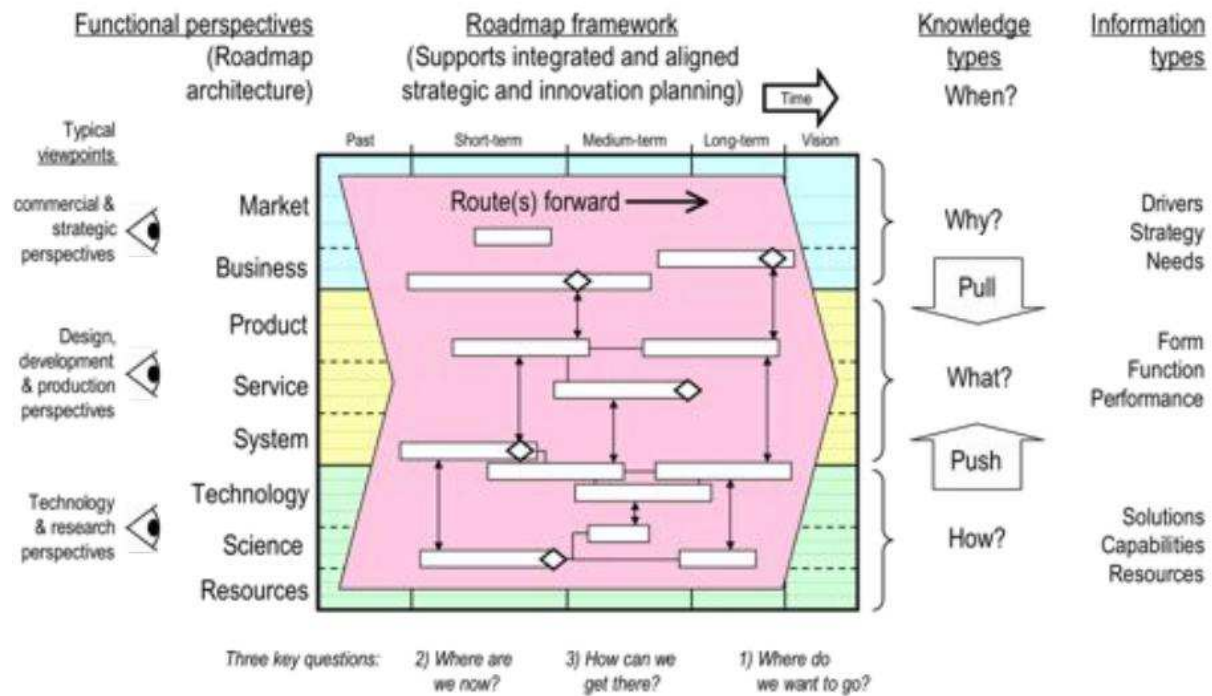 Functional perspectives
(Roadmap
architecture)
Roadmap framework
(Supports integrated and aligned
strategic and innovation planning)
Time
Knowledge
types
When?
Information
types
Typical
viewpoints
Past
Short-term
Medium-term
Long-term
Vision
commercial &
strategic
perspectives
Market
Business
Route(s) forward
Why?
Drivers
Strategy
Needs
Pull
Design,
development
& production
perspectives
Product
Service
System
What?
Form
Function
Performance
Push
Technology
& research
perspectives
Technology
Science
Resources
How?
Solutions
Capabilities
Resources
Three key questions:
2) Where are
we now?
3) How can we
get there?
1) Where do
we want to go?